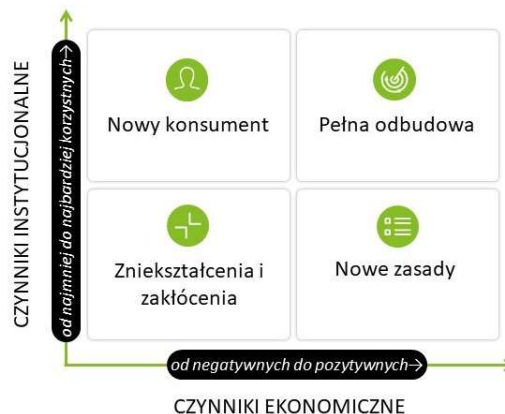 CZYNNIKI INSTYTUCJONALNE
od najmniej do najbardziej korzystnych→
Nowy konsument
Pełna odbudowa
Zniekształcenia i
zakłócenia
Nowe zasady
od negatywnych do pozytywnych→
CZYNNIKI EKONOMICZNE